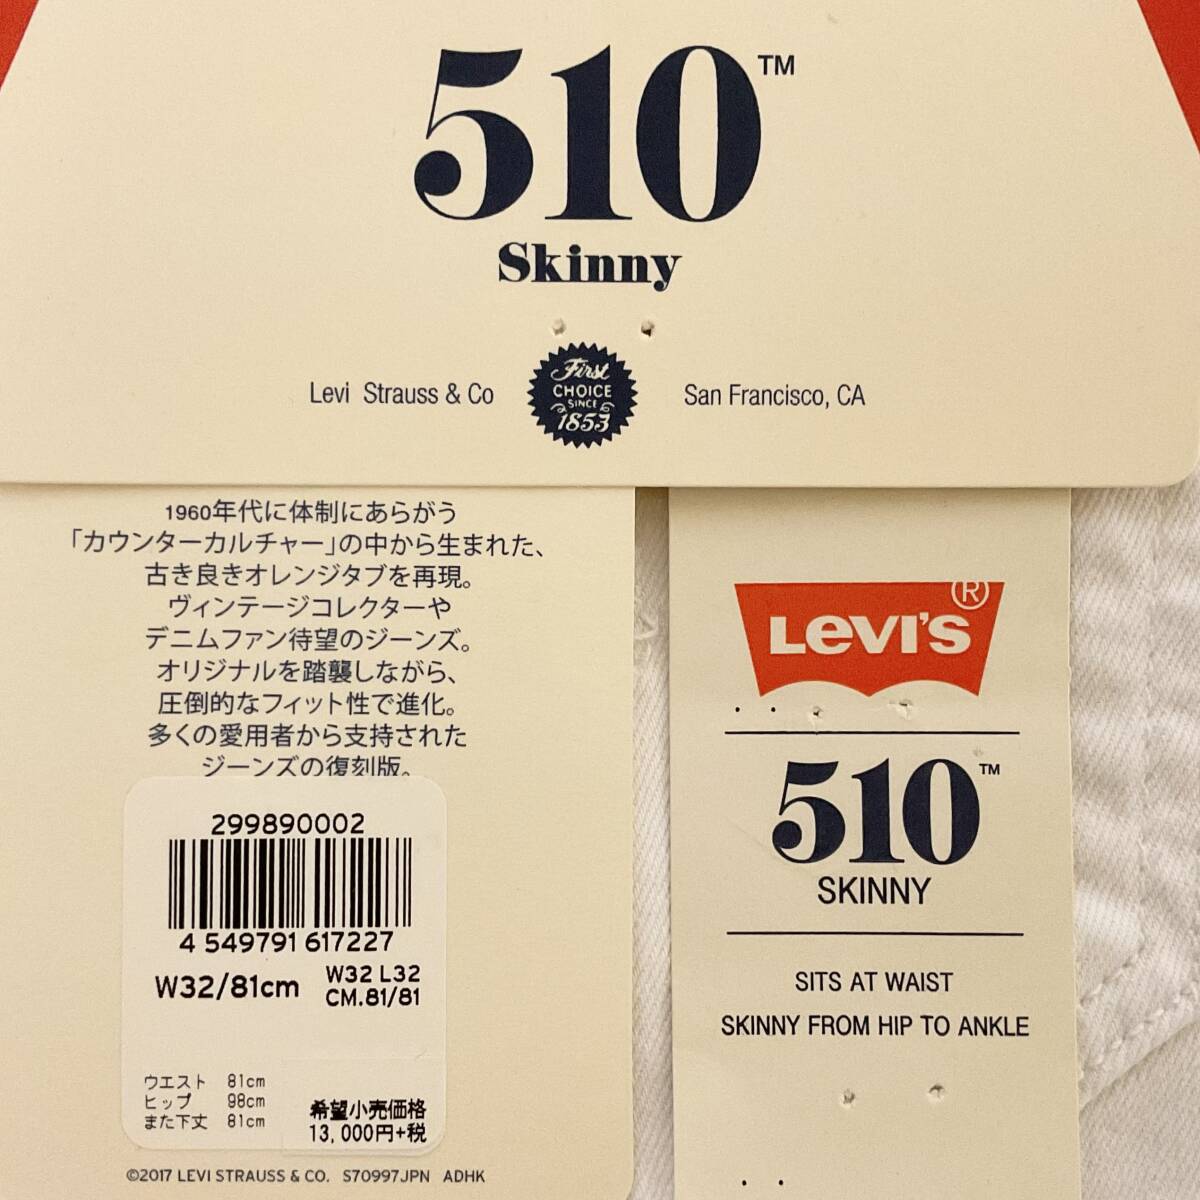 510™
Skinny
Levi Strauss & Co
First
CHOICE
SINCE
1853
San Francisco, CA
1960年代に体制にあらがう
「カウンターカルチャー」の中から生まれた、
古き良きオレンジタブを再現。
ヴィンテージコレクターや
デニムファン待望のジーンズ。
オリジナルを踏襲しながら、
圧倒的なフィット性で進化。
多くの愛用者から支持された
ジーンズの復刻版。
299890002
4 549791 617227
W32/81cm
W32 L32
CM.81/81
ウエスト 81cm
ヒップ 98cm
また下丈 81cm
希望小売価格
13,000円+税
©2017 LEVI STRAUSS & CO. S70997JPN ADHK
LEVI'S®
510™
SKINNY
SITS AT WAIST
SKINNY FROM HIP TO ANKLE